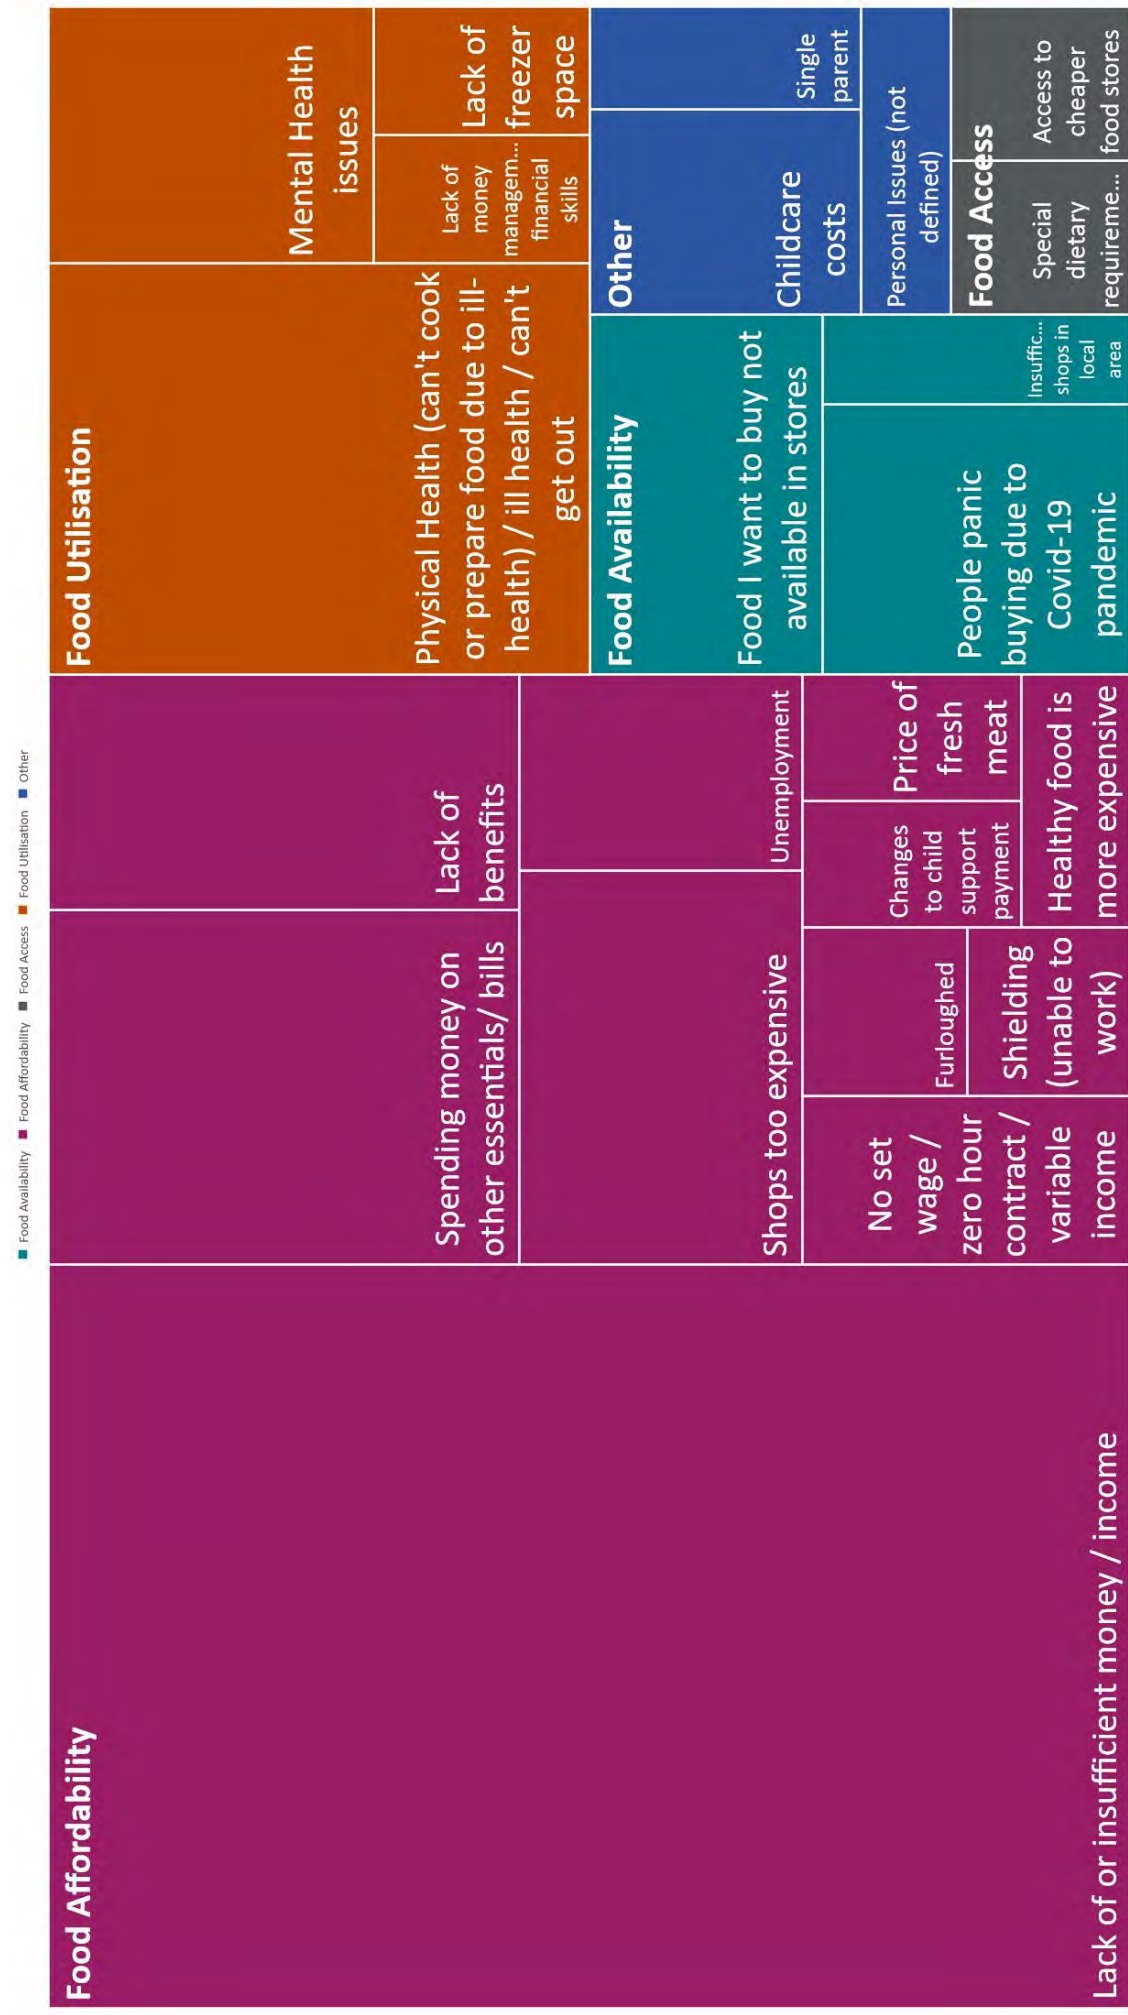 Food Availability
Food Affordability
Food Access
Food Utilisation
Other
Food Affordability
Lack of or insufficient money / income
Spending money on
other essentials/ bills
Lack of
benefits
Shops too expensive
Unemployment
No set
wage /
zero hour
contract /
variable
income
Furloughed
Shielding
(unable to
work)
Changes
to child
support
payment
Price of
fresh
meat
Healthy food is
more expensive
Food Utilisation
Physical Health (can't cook
or prepare food due to ill-
health) / ill health / can't
get out
Mental Health
issues
Lack of
money
managem...
financial
skills
Lack of
freezer
space
Food Availability
Food I want to buy not
available in stores
People panic
buying due to
Covid-19
pandemic
Insuffic...
shops in
local
area
Other
Childcare
costs
Single
parent
Personal Issues (not
defined)
Food Access
Special
dietary
requireme...
Access to
cheaper
food stores